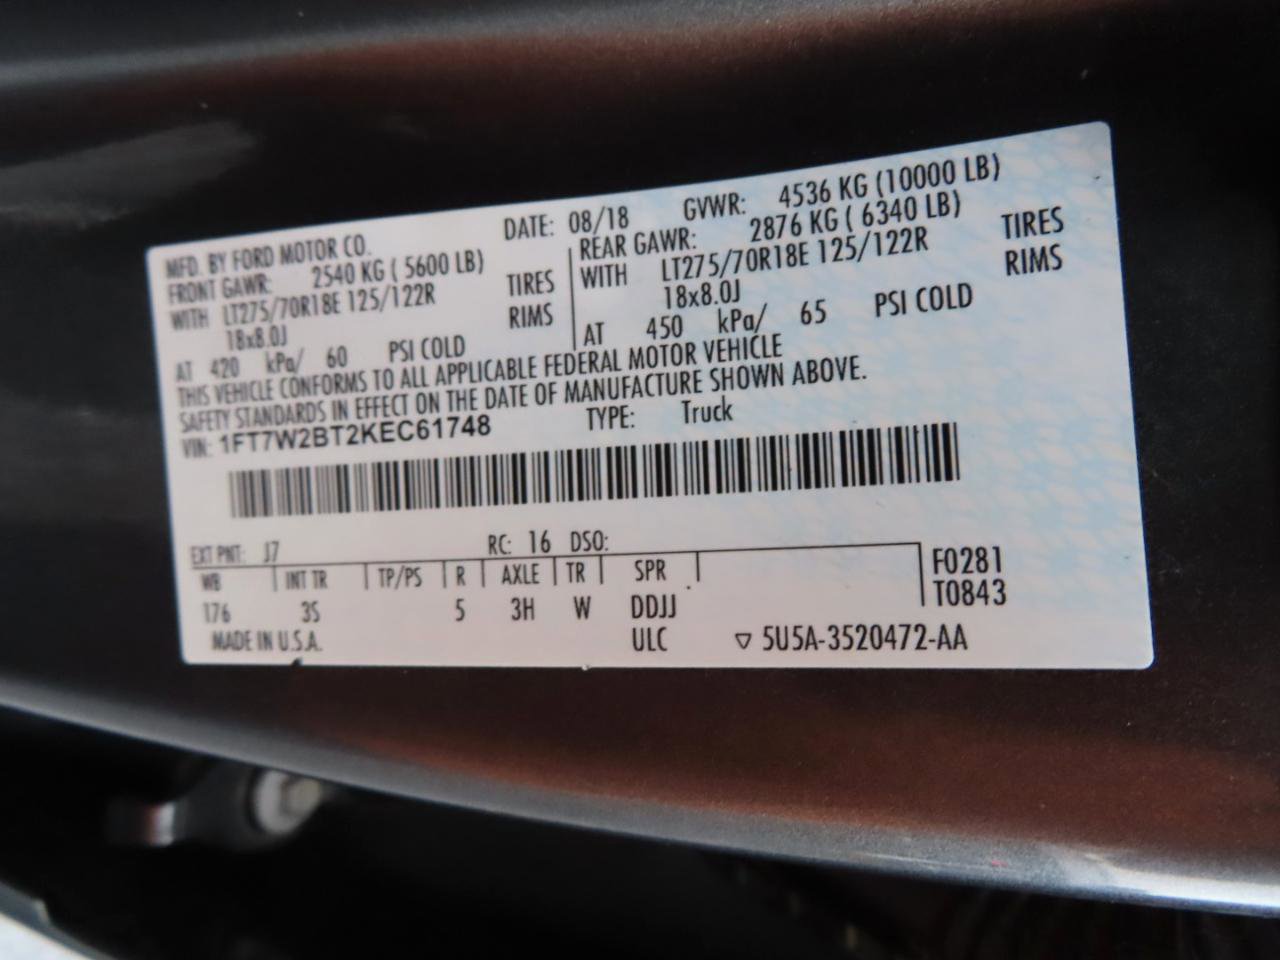 MFD. BY FORD MOTOR CO. DATE: 08/18 GVWR: 4536 KG (10000 LB)
FRONT GAWR: 2540 KG ( 5600 LB) REAR GAWR: 2876 KG ( 6340 LB)
WITH LT275/70R18E 125/122R TIRES WITH LT275/70R18E 125/122R TIRES
18x8.0J RIMS 18x8.0J RIMS
AT 420 kPa/ 60 PSI COLD AT 450 kPa/ 65 PSI COLD
THIS VEHICLE CONFORMS TO ALL APPLICABLE FEDERAL MOTOR VEHICLE
SAFETY STANDARDS IN EFFECT ON THE DATE OF MANUFACTURE SHOWN ABOVE.
VIN: 1FT7W2BT2KEC61748 TYPE: Truck
EXT PNT: J7 RC: 16 DSO:
WB INT TR TP/PS R AXLE TR SPR F0281
176 3S 5 3H W DDJJ T0843
MADE IN U.S.A. ULC ▽ 5U5A-3520472-AA